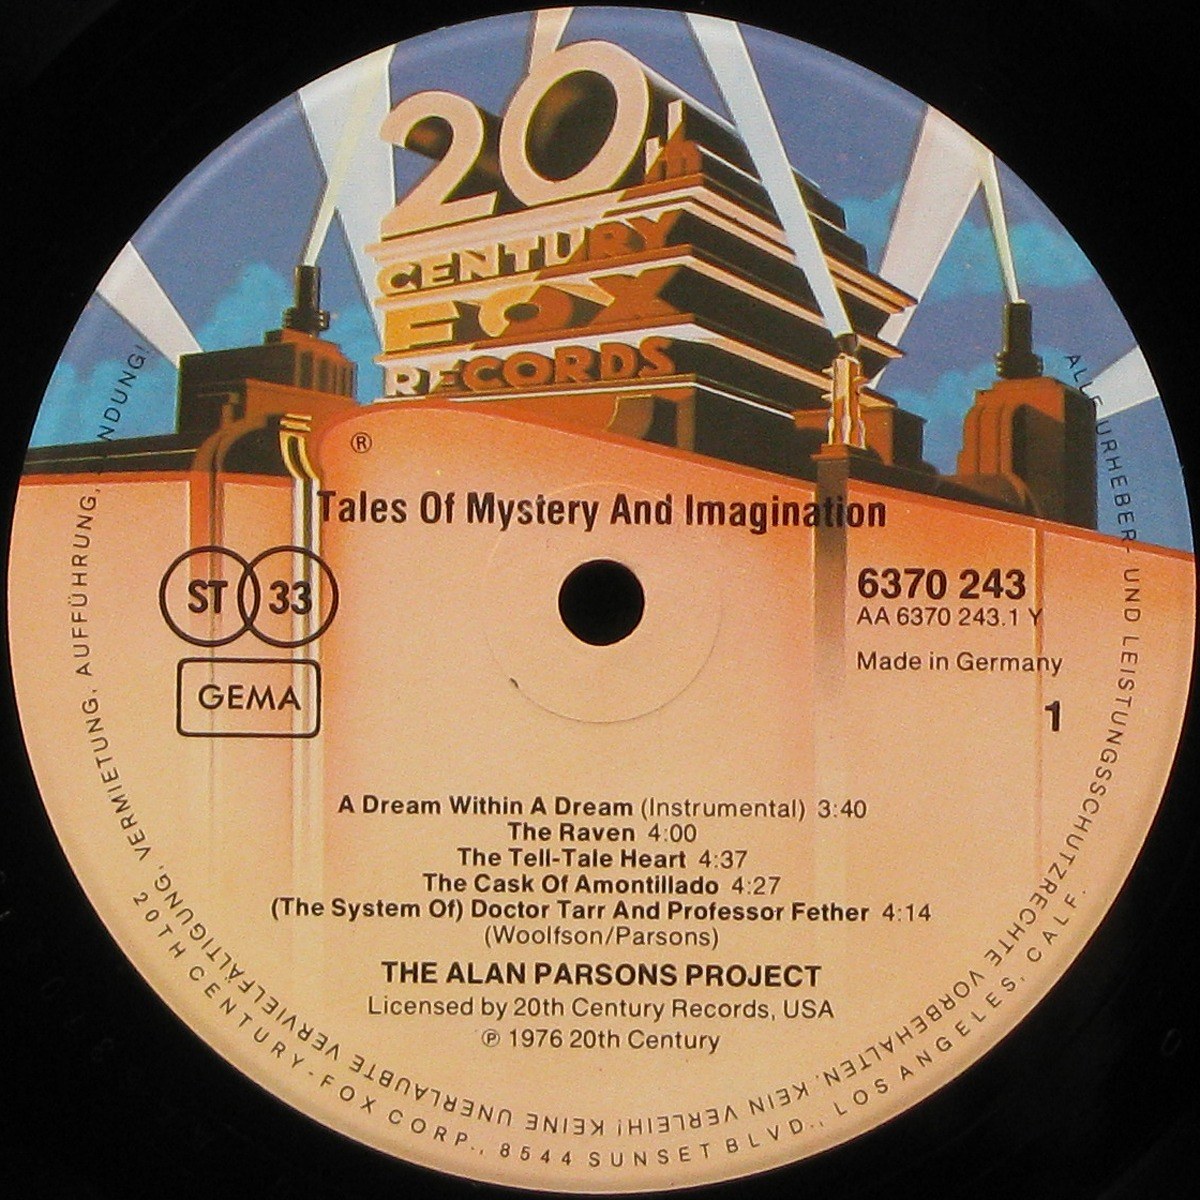 20th
CENTURY
FOX
RECORDS
®
Tales Of Mystery And Imagination
ST 33
GEMA
6370 243
AA 6370 243.1 Y
Made in Germany
1
A Dream Within A Dream (Instrumental) 3:40
The Raven 4:00
The Tell-Tale Heart 4:37
The Cask Of Amontillado 4:27
(The System Of) Doctor Tarr And Professor Fether 4:14
(Woolfson/Parsons)
THE ALAN PARSONS PROJECT
Licensed by 20th Century Records, USA
℗ 1976 20th Century
ALLE URHEBER- UND LEISTUNGSSCHUTZRECHTE VORBEHALTEN. KEIN VERLEIH! KEINE UNERLAUBTE VERVIELFÄLTIGUNG, VERMIETUNG, AUFFÜHRUNG, NDUNG!
20TH CENTURY-FOX CORP., 8544 SUNSET BLVD., LOS ANGELES, CALF.